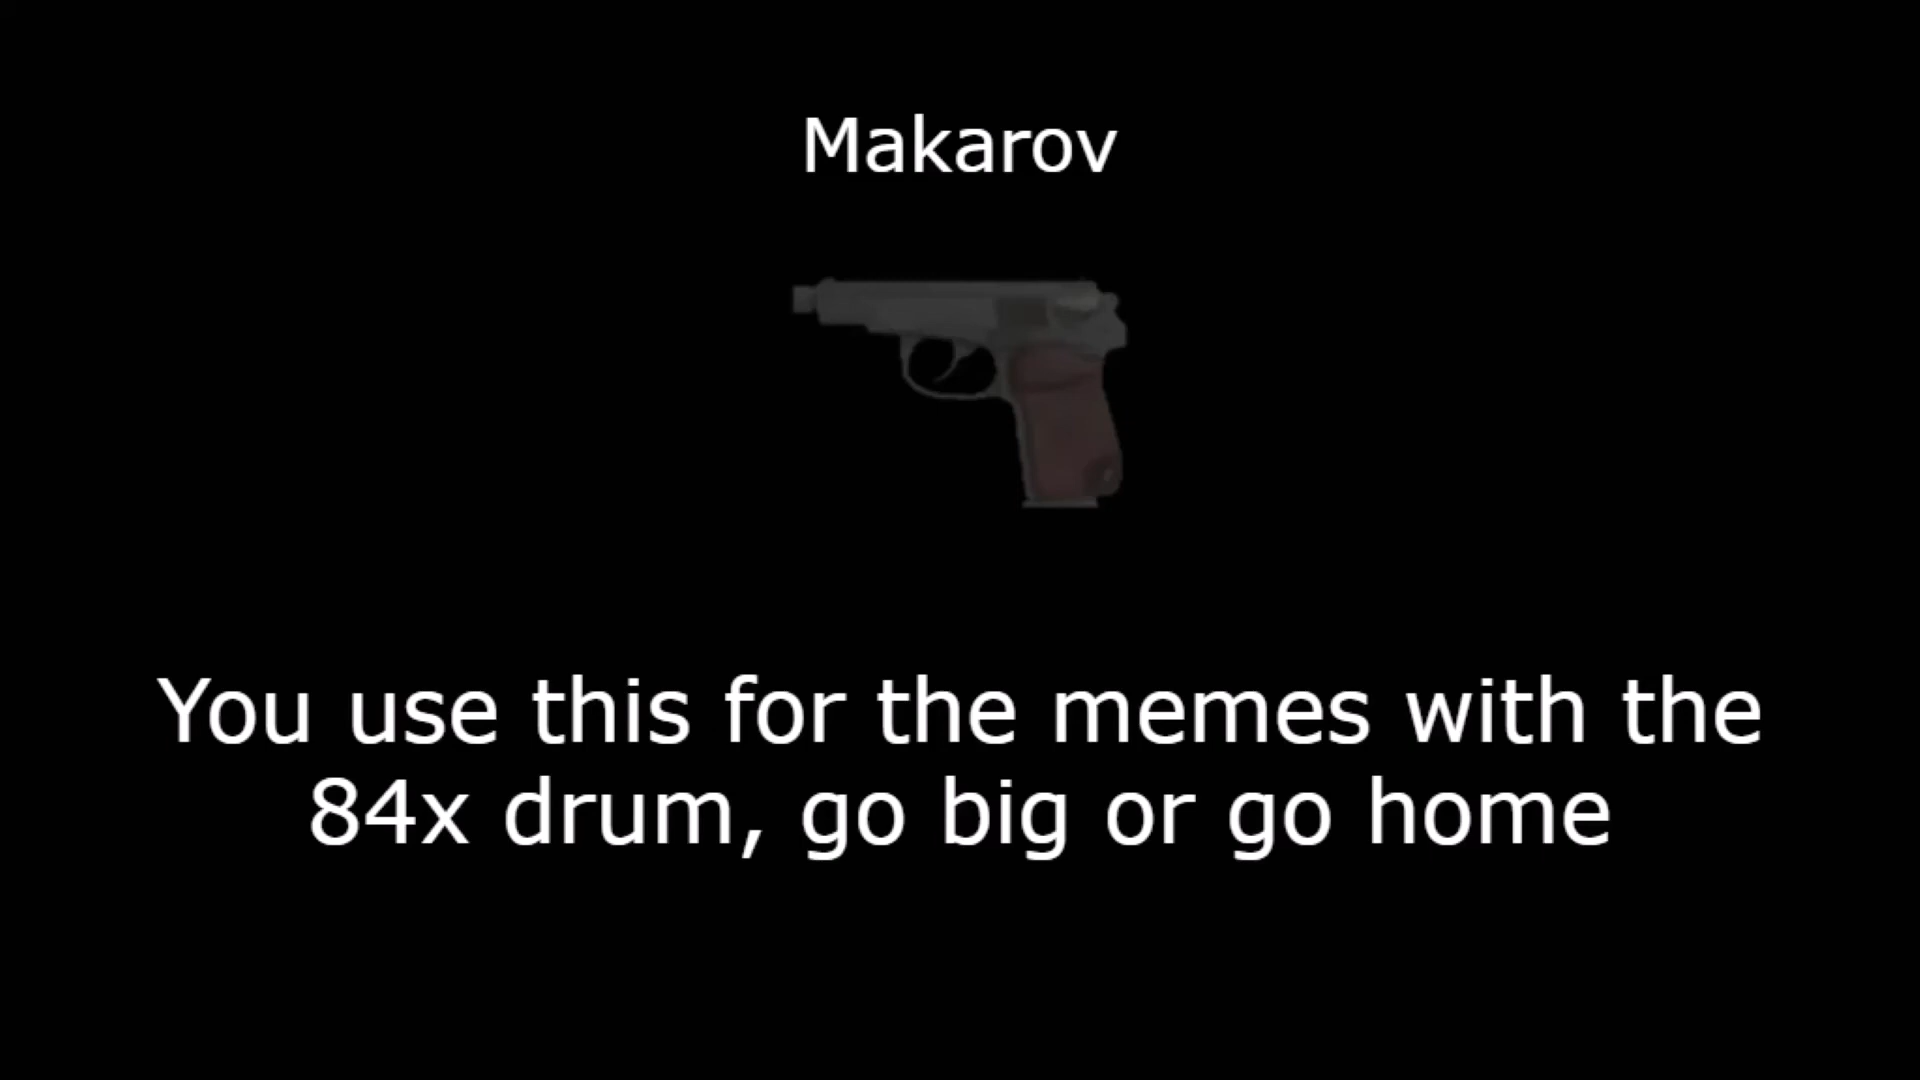 Makarov
You use this for the memes with the
84x drum, go big or go home